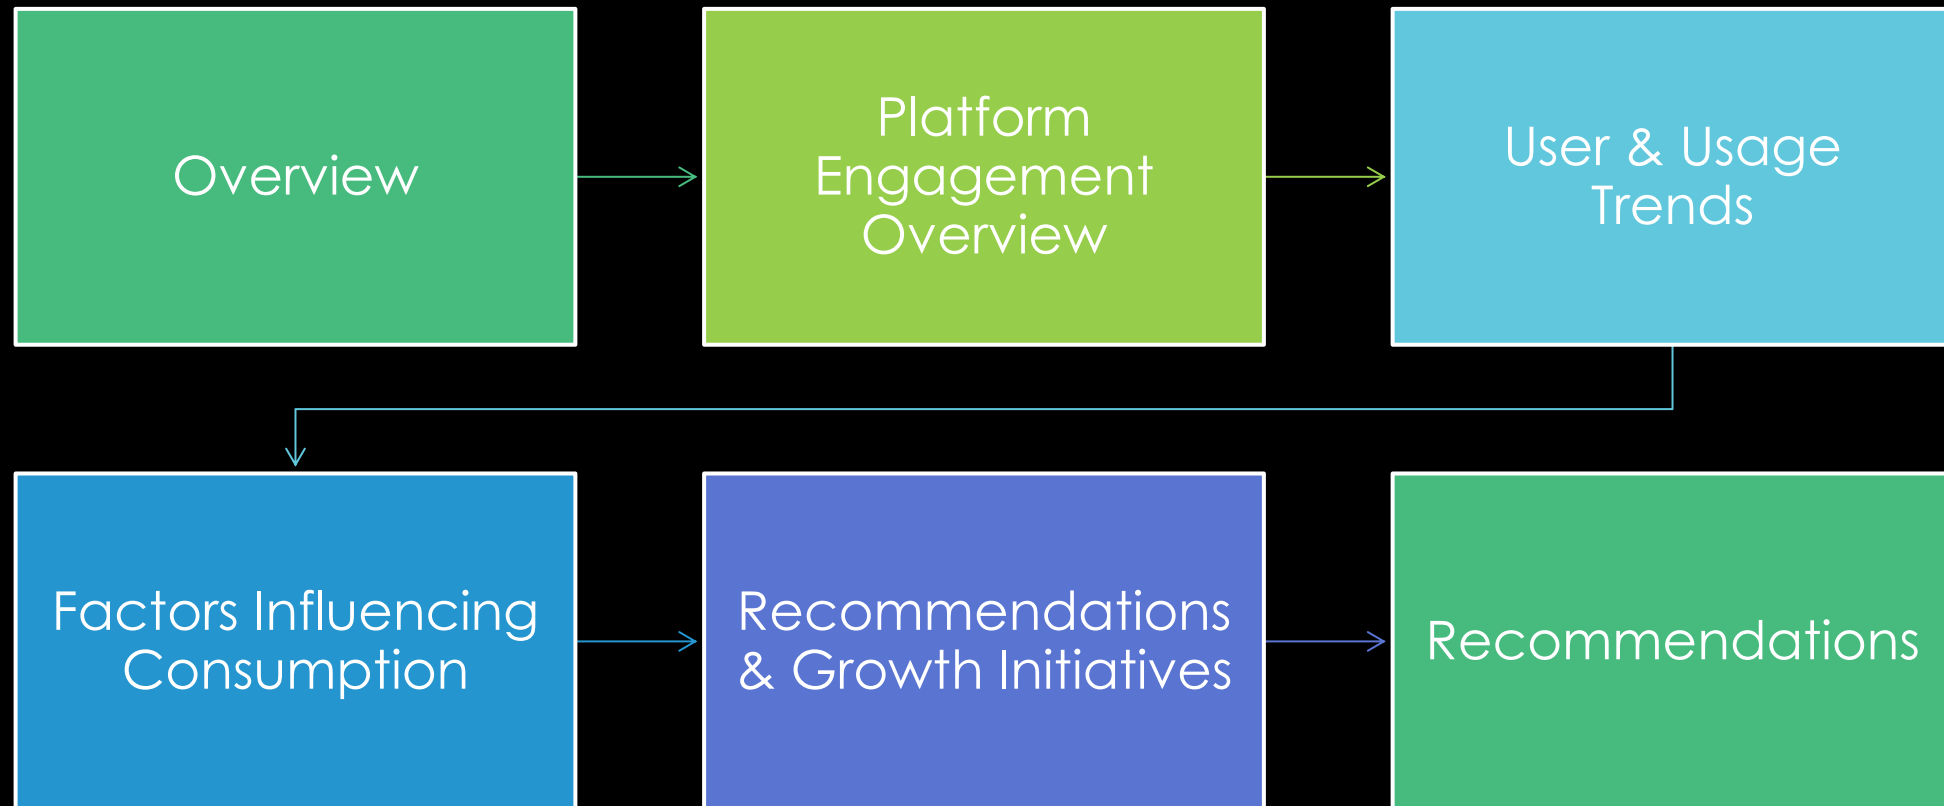 Overview
Platform
Engagement
Overview
User & Usage
Trends
Factors Influencing
Consumption
Recommendations
& Growth Initiatives
Recommendations